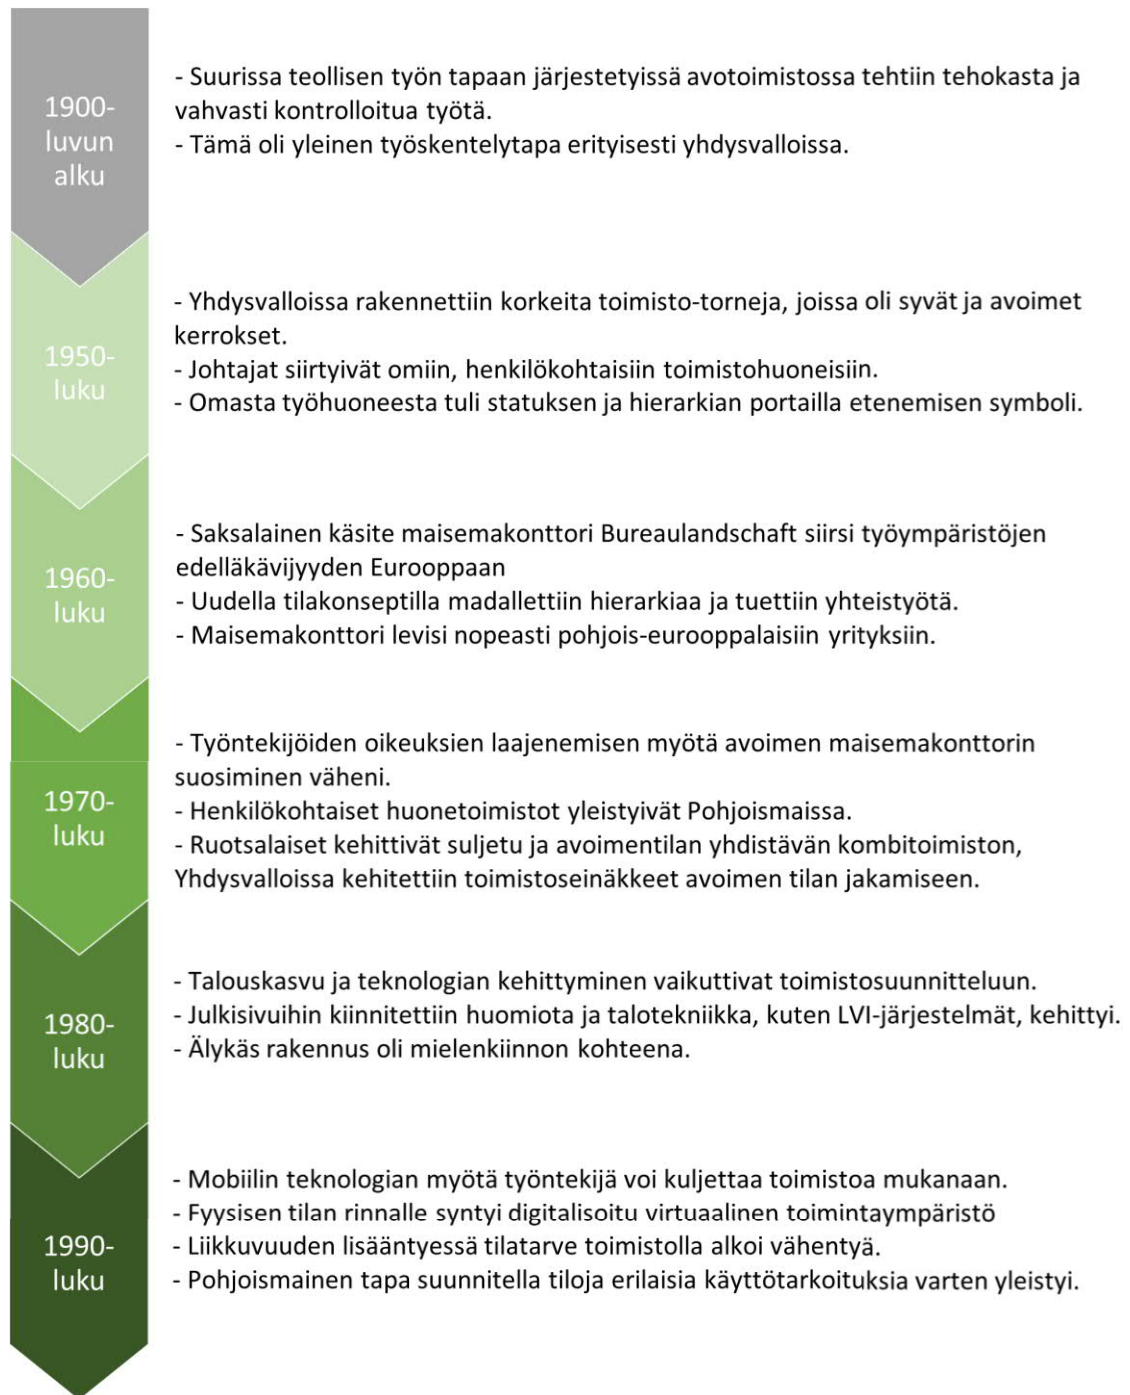 1900-
luvun
alku
- Suurissa teollisen työn tapaan järjestetyissä avotoimistossa tehtiin tehokasta ja
vahvasti kontrolloitua työtä.
- Tämä oli yleinen työskentelytapa erityisesti yhdysvalloissa.
1950-
luku
- Yhdysvalloissa rakennettiin korkeita toimisto-torneja, joissa oli syvät ja avoimet
kerrokset.
- Johtajat siirtyivät omiin, henkilökohtaisiin toimistohuoneisiin.
- Omasta työhuoneesta tuli statuksen ja hierarkian portailla etenemisen symboli.
1960-
luku
- Saksalainen käsite maisemakonttori Bureaulandschaft siirsi työympäristöjen
edelläkävijyyden Eurooppaan
- Uudella tilakonseptilla madallettiin hierarkiaa ja tuettiin yhteistyötä.
- Maisemakonttori levisi nopeasti pohjois-eurooppalaisiin yrityksiin.
1970-
luku
- Työntekijöiden oikeuksien laajenemisen myötä avoimen maisemakonttorin
suosiminen väheni.
- Henkilökohtaiset huonetoimistot yleistyivät Pohjoismaissa.
- Ruotsalaiset kehittivät suljetu ja avoimentilan yhdistävän kombitoimiston,
Yhdysvalloissa kehitettiin toimistoseinäkkeet avoimen tilan jakamiseen.
1980-
luku
- Talouskasvu ja teknologian kehittyminen vaikuttivat toimistosuunnitteluun.
- Julkisivuihin kiinnitettiin huomiota ja talotekniikka, kuten LVI-järjestelmät, kehittyi.
- Älykäs rakennus oli mielenkiinnon kohteena.
1990-
luku
- Mobiilin teknologian myötä työntekijä voi kuljettaa toimistoa mukanaan.
- Fyysisen tilan rinnalle syntyi digitalisoitu virtuaalinen toimintaympäristö
- Liikkuvuuden lisääntyessä tilatarve toimistolla alkoi vähentyä.
- Pohjoismainen tapa suunnitella tiloja erilaisia käyttötarkoituksia varten yleistyi.